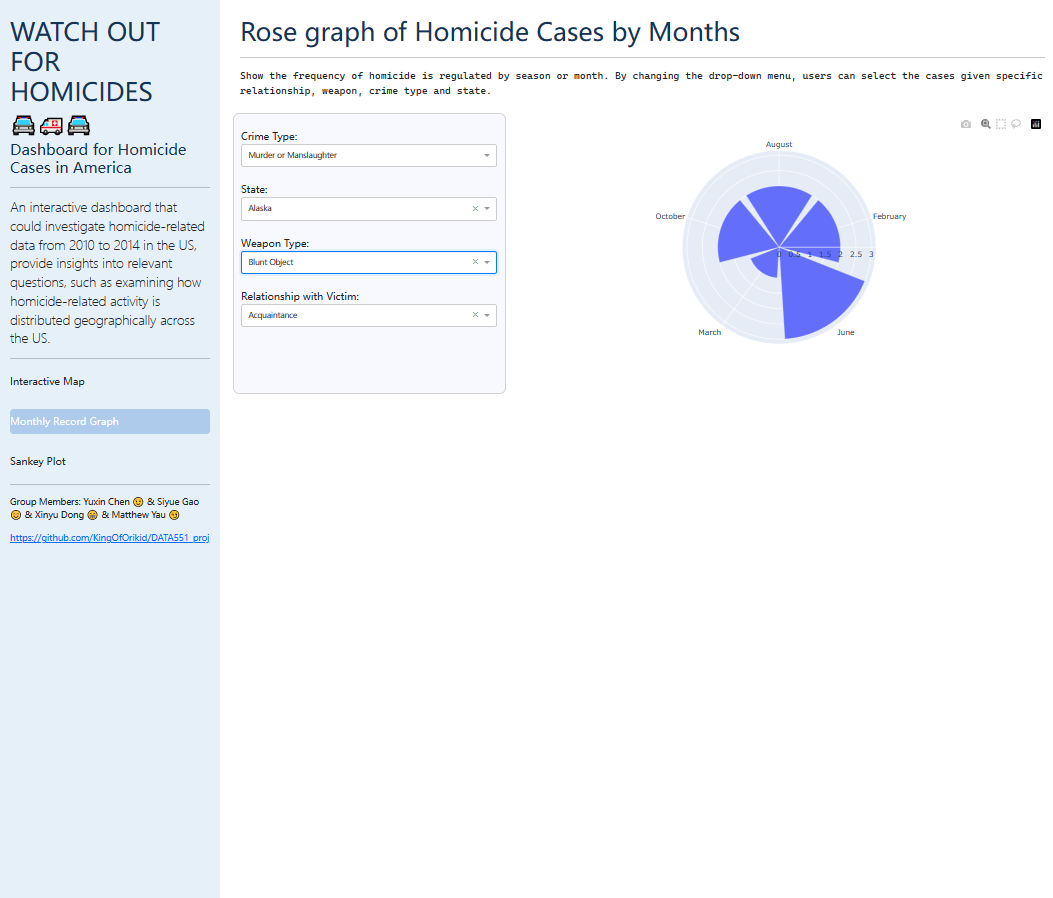 WATCH OUT
FOR
HOMICIDES
Dashboard for Homicide
Cases in America
An interactive dashboard that
could investigate homicide-related
data from 2010 to 2014 in the US,
provide insights into relevant
questions, such as examining how
homicide-related activity is
distributed geographically across
the US.
Interactive Map
Monthly Record Graph
Sankey Plot
Group Members: Yuxin Chen & Siyue Gao
& Xinyu Dong & Matthew Yau
https://github.com/KingOfOrikid/DATA551_proj
Rose graph of Homicide Cases by Months
Show the frequency of homicide is regulated by season or month. By changing the drop-down menu, users can select the cases given specific
relationship, weapon, crime type and state.
Crime Type:
Murder or Manslaughter
State:
Alaska
Weapon Type:
Blunt Object
Relationship with Victim:
Acquaintance
August
October
February
0 0.5 1 1.5 2 2.5 3
March
June